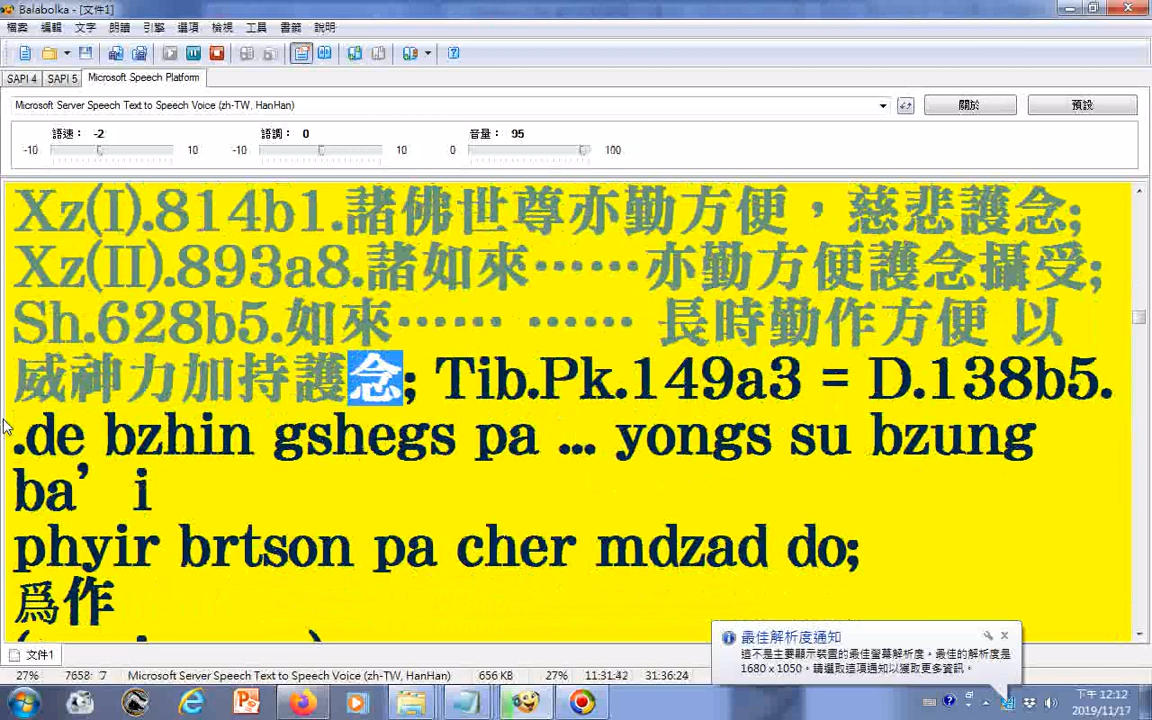 Balabolka - [文件1]
檔案 編輯 文字 朗讀 引擎 選項 檢視 工具 書籤 說明
SAPI 4 SAPI 5 Microsoft Speech Platform
Microsoft Server Speech Text to Speech Voice (zh-TW, HanHan) 關於 預設
語速： -2 語調： 0 音量： 95
-10 10 -10 10 0 100
Xz(I).814b1.諸佛世尊亦勤方便，慈悲護念;
Xz(II).893a8.諸如來……亦勤方便護念攝受;
Sh.628b5.如來…… …… 長時勤作方便 以
威神力加持護念; Tib.Pk.149a3 = D.138b5.
.de bzhin gshegs pa ... yongs su bzung
ba’ i
phyir brtson pa cher mdzad do;
爲作
最佳解析度通知
這不是主要顯示裝置的最佳螢幕解析度。最佳的解析度是
1680 x 1050。請選取這項通知以獲取更多資訊。
文件1
27% 7658: 7 Microsoft Server Speech Text to Speech Voice (zh-TW, HanHan) 656 KB 27% 11:31:42 31:36:24
下午 12:12
2019/11/17